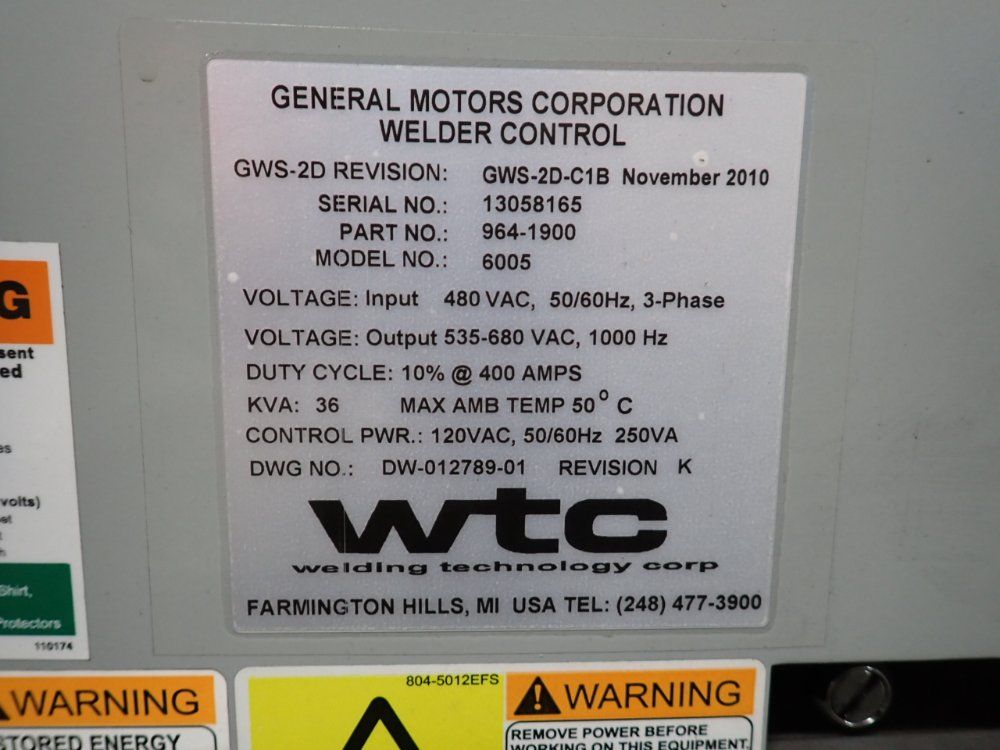 GENERAL MOTORS CORPORATION
WELDER CONTROL
GWS-2D REVISION: GWS-2D-C1B November 2010
SERIAL NO.: 13058165
PART NO.: 964-1900
MODEL NO.: 6005
VOLTAGE: Input 480 VAC, 50/60Hz, 3-Phase
VOLTAGE: Output 535-680 VAC, 1000 Hz
DUTY CYCLE: 10% @ 400 AMPS
KVA: 36 MAX AMB TEMP 50° C
CONTROL PWR.: 120VAC, 50/60Hz 250VA
DWG NO.: DW-012789-01 REVISION K
wtc
welding technology corp
FARMINGTON HILLS, MI USA TEL: (248) 477-3900
G
sent
ed
es
volts)
Shirt,
Protectors
110174
WARNING
STORED ENERGY
804-5012EFS
WARNING
REMOVE POWER BEFORE
WORKING ON THIS EQUIPMENT.